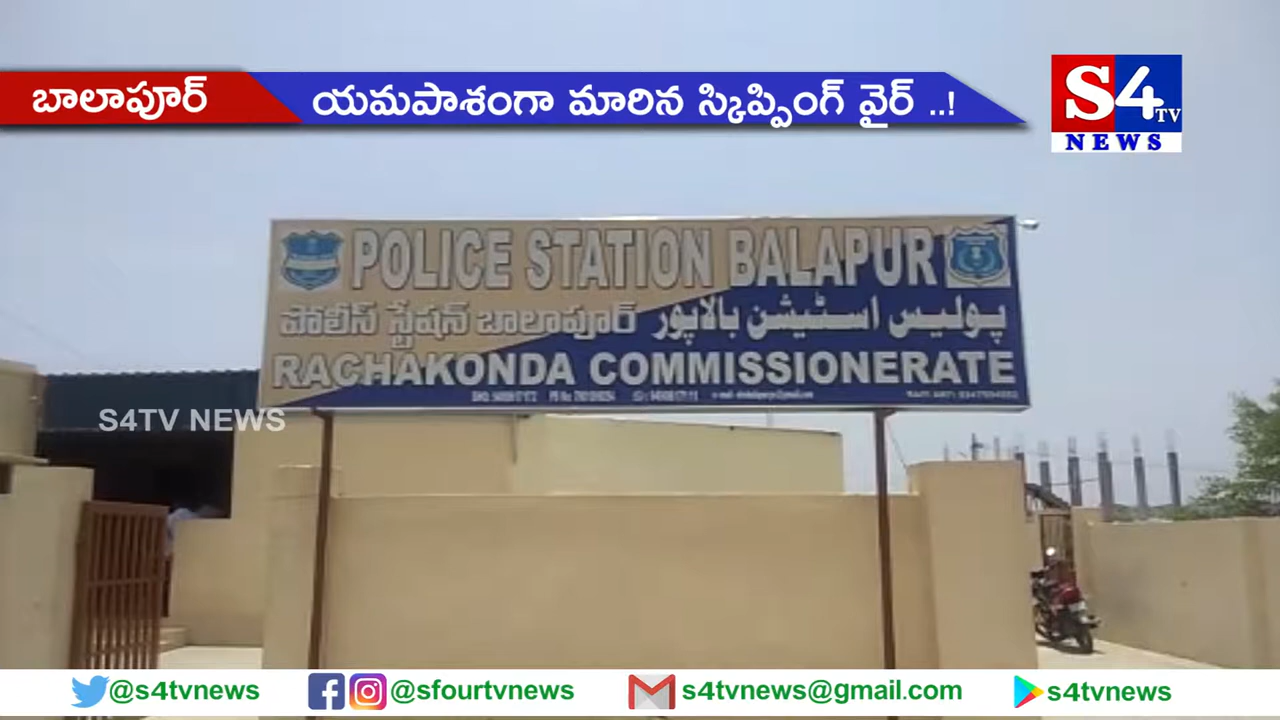 బాలాపూర్
యమపాశంగా మారిన స్కిప్పింగ్ వైర్ ..!
S4 TV
NEWS
POLICE STATION BALAPUR
పోలీస్ స్టేషన్ బాలాపూర్ پولیس اسٹیشن بالاپور
RACHAKONDA COMMISSIONERATE
S4TV NEWS
@s4tvnews @sfourtvnews s4tvnews@gmail.com s4tvnews